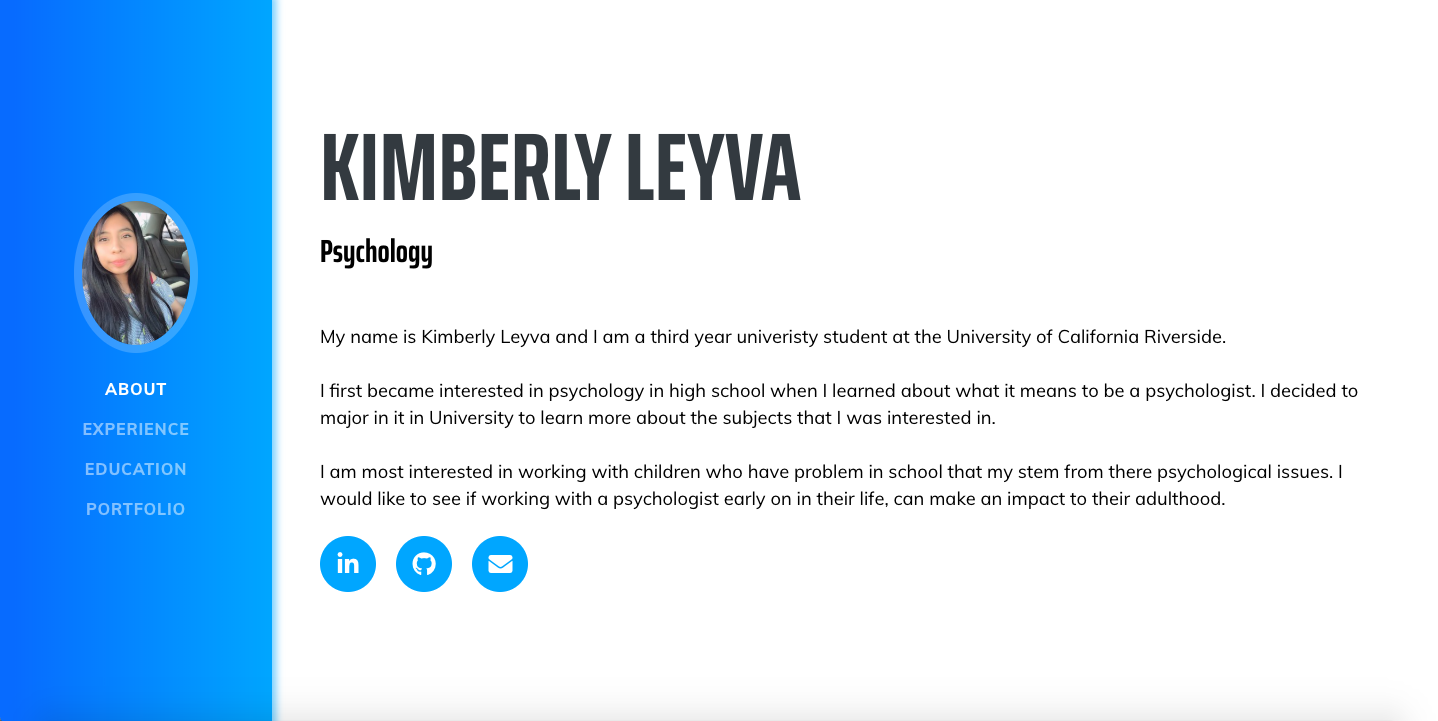 KIMBERLY LEYVA
Psychology
My name is Kimberly Leyva and I am a third year univeristy student at the University of California Riverside.
I first became interested in psychology in high school when I learned about what it means to be a psychologist. I decided to
major in it in University to learn more about the subjects that I was interested in.
I am most interested in working with children who have problem in school that my stem from there psychological issues. I
would like to see if working with a psychologist early on in their life, can make an impact to their adulthood.
in
ABOUT
EXPERIENCE
EDUCATION
PORTFOLIO